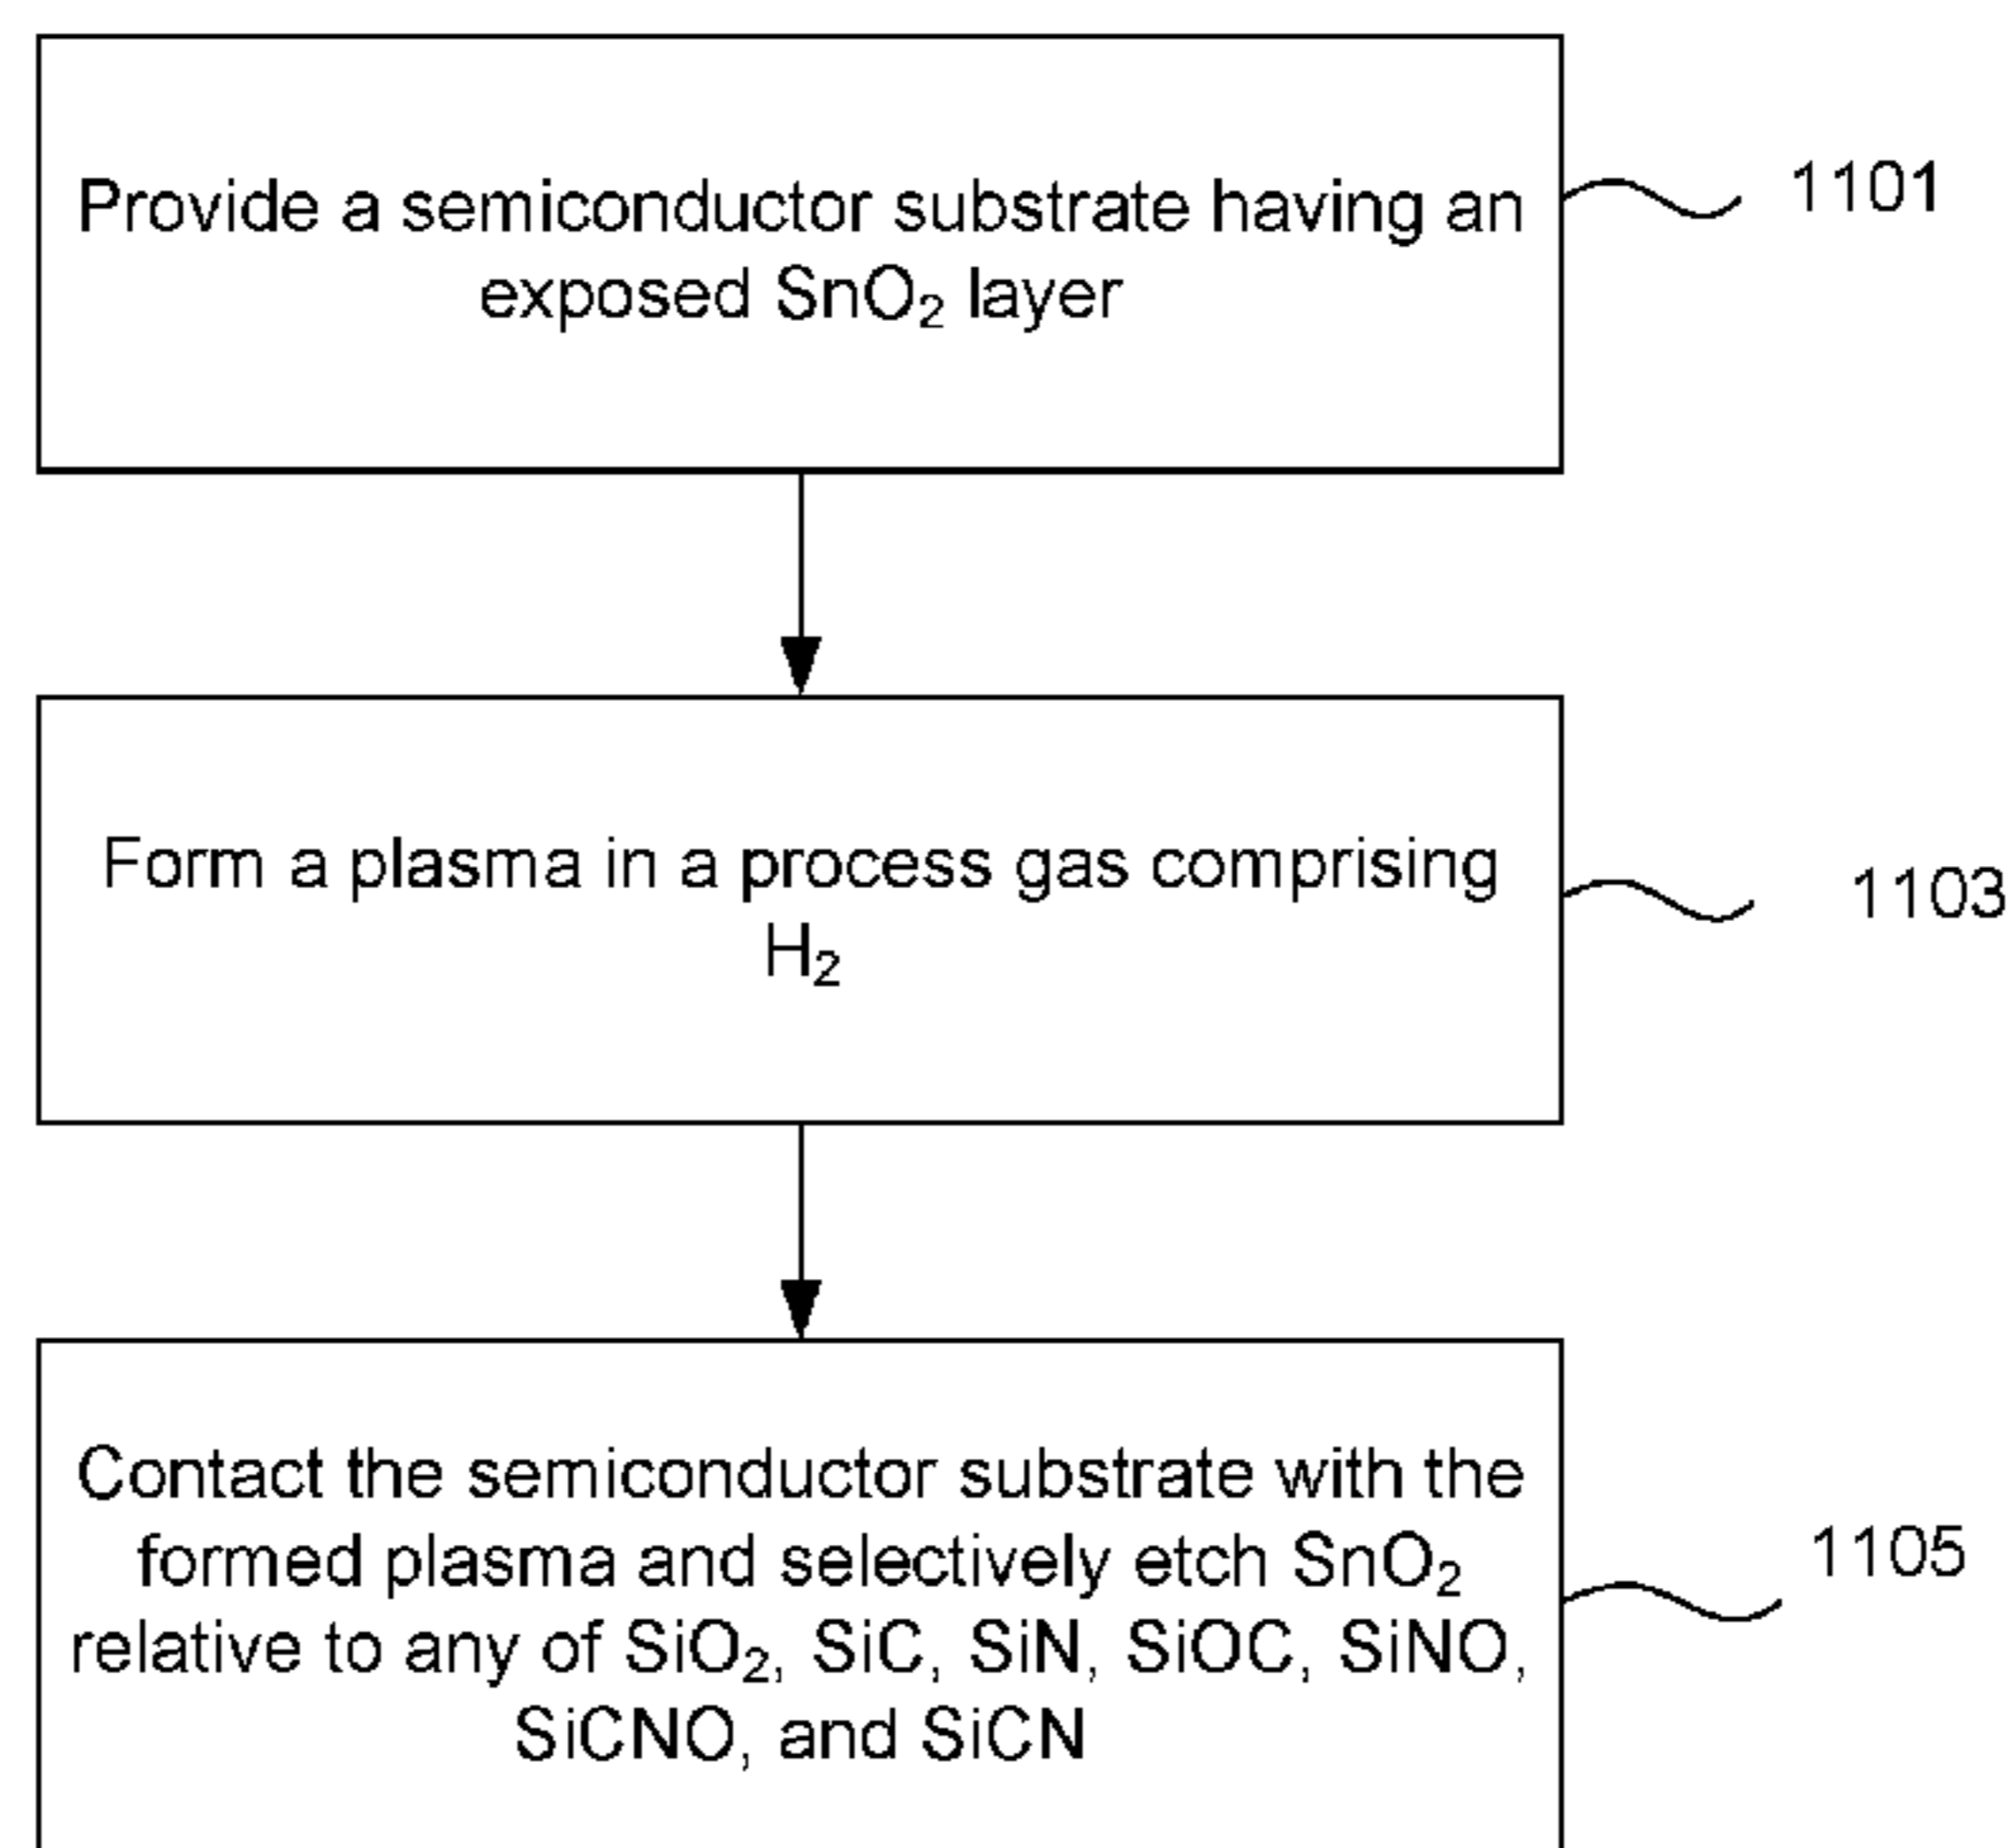 Provide a semiconductor substrate having an
exposed SnO₂ layer
1101
Form a plasma in a process gas comprising
H₂
1103
Contact the semiconductor substrate with the
formed plasma and selectively etch SnO₂
relative to any of SiO₂, SiC, SiN, SiOC, SiNO,
SiCNO, and SiCN
1105